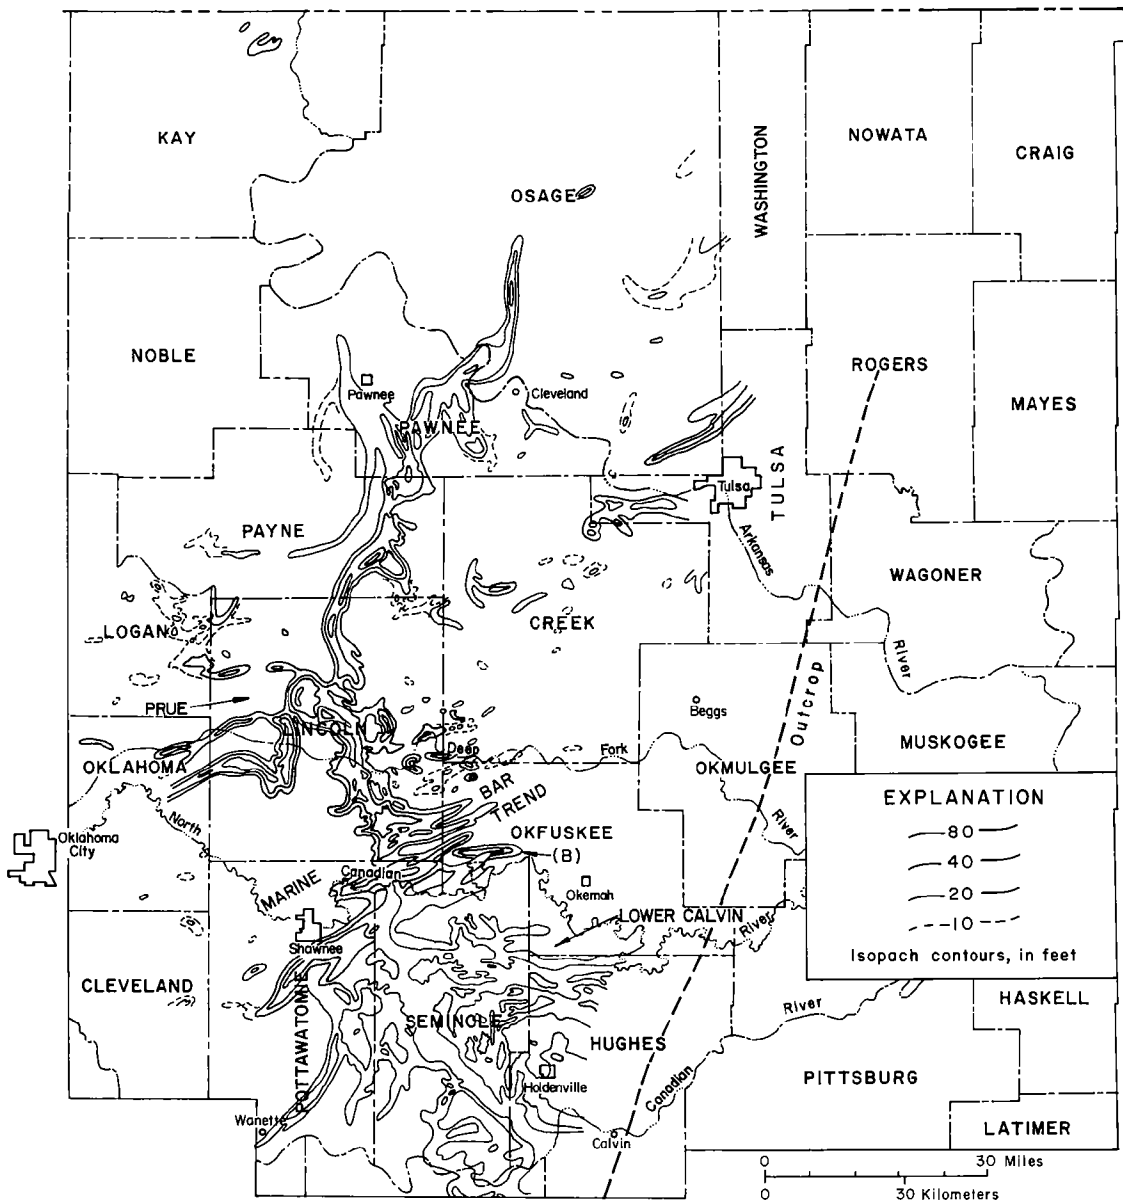 KAY
NOWATA
CRAIG
WASHINGTON
OSAGE
NOBLE
ROGERS
MAYES
Pawnee
Cleveland
PAWNEE
TULSA
Tulsa
PAYNE
Arkansas
WAGONER
LOGAN
CREEK
River
PRUE
Outcrop
Beggs
LINCOLN
Deep
Fork
MUSKOGEE
OKLAHOMA
OKMULGEE
BAR
TREND
EXPLANATION
80
40
20
10
Isopach contours, in feet
North
River
Oklahoma
City
OKFUSKEE
(B)
Canadian
MARINE
Okemah
LOWER CALVIN
River
Shawnee
CLEVELAND
HASKELL
River
POTTAWATOMIE
SEMINOLE
HUGHES
Holdenville
Canadian
PITTSBURG
Wanette
Calvin
LATIMER
0 30 Miles
0 30 Kilometers